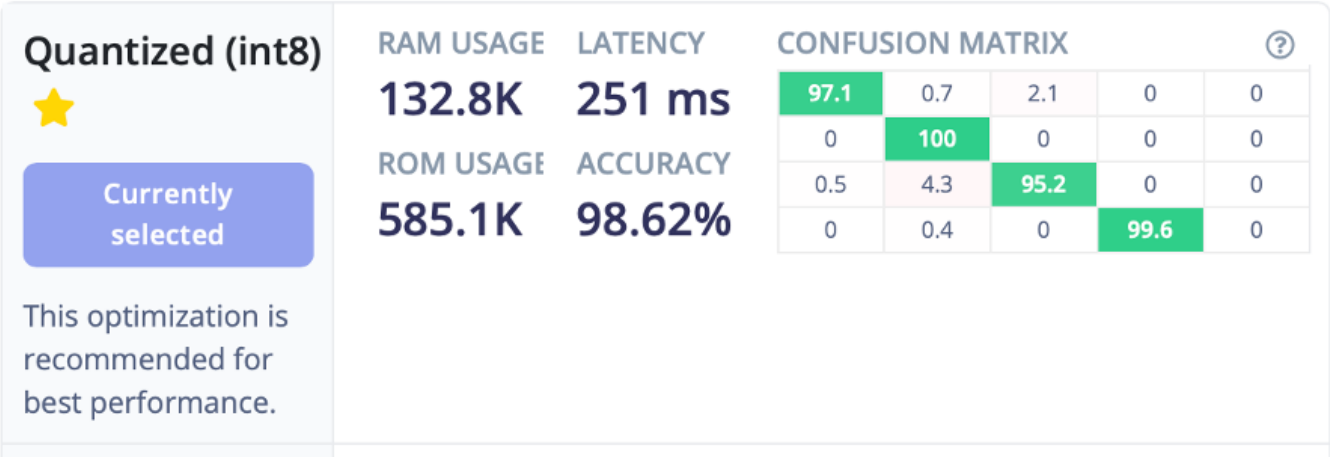 Quantized (int8)
Currently
selected
This optimization is
recommended for
best performance.
RAM USAGE LATENCY
132.8K 251 ms
ROM USAGE ACCURACY
585.1K 98.62%
CONFUSION MATRIX ?
97.1 0.7 2.1 0 0
0 100 0 0 0
0.5 4.3 95.2 0 0
0 0.4 0 99.6 0